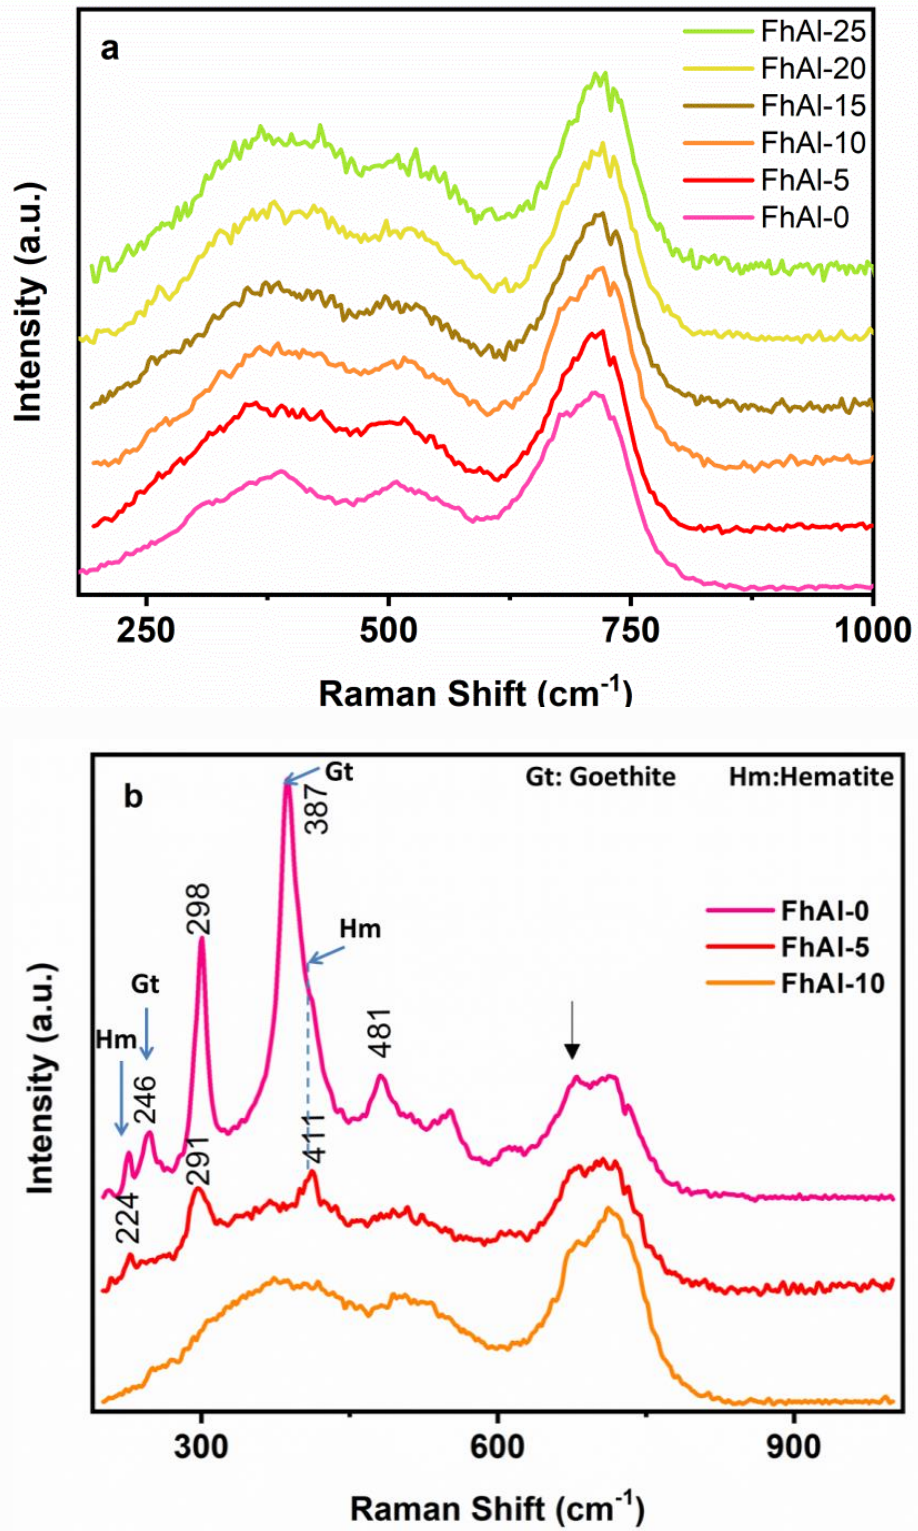 a
FhAl-25
FhAl-20
FhAl-15
FhAl-10
FhAl-5
FhAl-0
Intensity (a.u.)
250 500 750 1000
Raman Shift (cm-1)
b
Gt
387
Gt: Goethite Hm:Hematite
298
Hm
FhAl-0
FhAl-5
FhAl-10
Gt
Hm
246
481
291
411
224
Intensity (a.u.)
300 600 900
Raman Shift (cm-1)